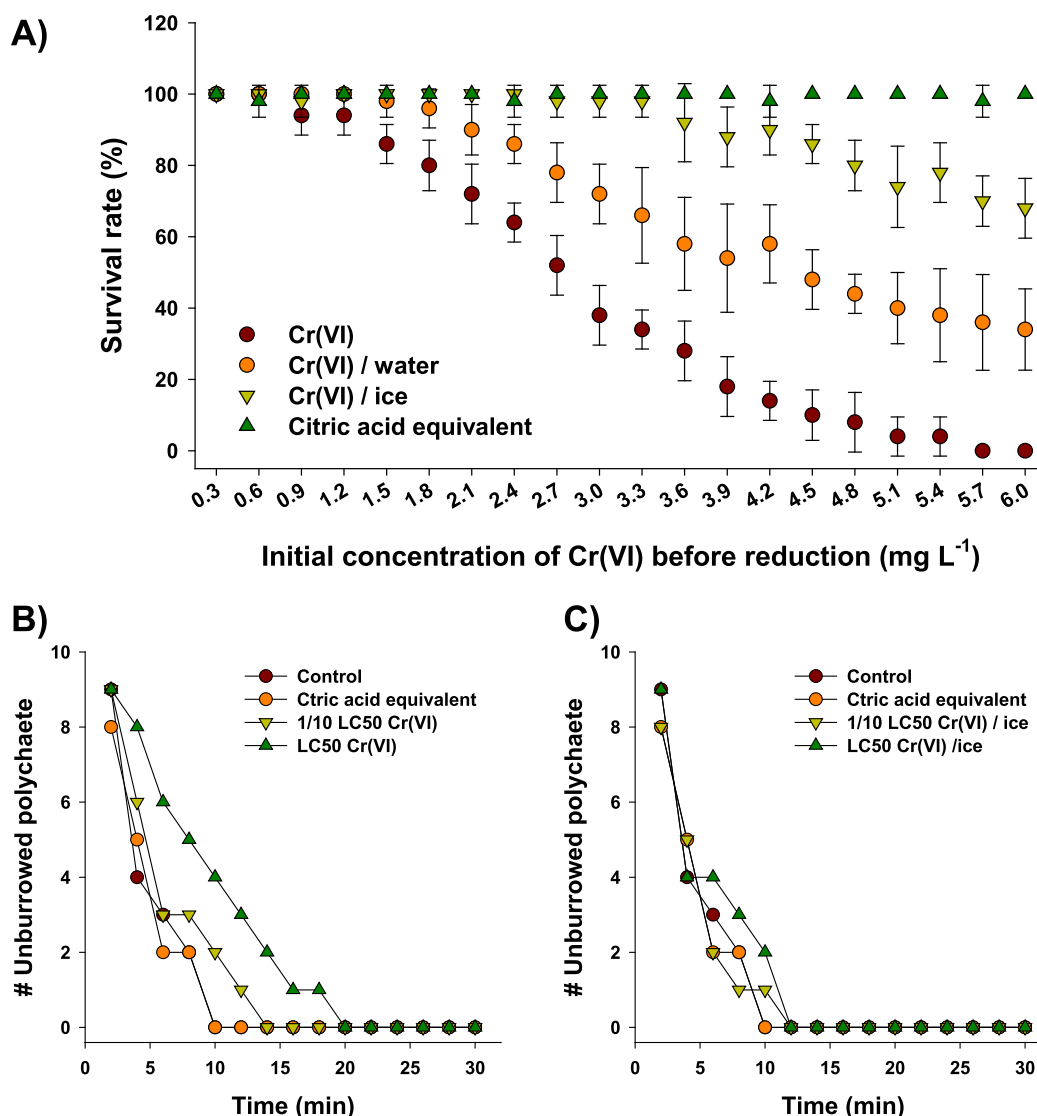 A)
120
100
80
60
40
20
0
Survival rate (%)
Cr(VI)
Cr(VI) / water
Cr(VI) / ice
Citric acid equivalent
0.3 0.6 0.9 1.2 1.5 1.8 2.1 2.4 2.7 3.0 3.3 3.6 3.9 4.2 4.5 4.8 5.1 5.4 5.7 6.0
Initial concentration of Cr(VI) before reduction (mg L⁻¹)
B)
10
8
6
4
2
0
# Unburrowed polychaete
Control
Ctric acid equivalent
1/10 LC50 Cr(VI)
LC50 Cr(VI)
0 5 10 15 20 25 30
Time (min)
C)
10
8
6
4
2
0
# Unburrowed polychaete
Control
Ctric acid equivalent
1/10 LC50 Cr(VI) / ice
LC50 Cr(VI) /ice
0 5 10 15 20 25 30
Time (min)